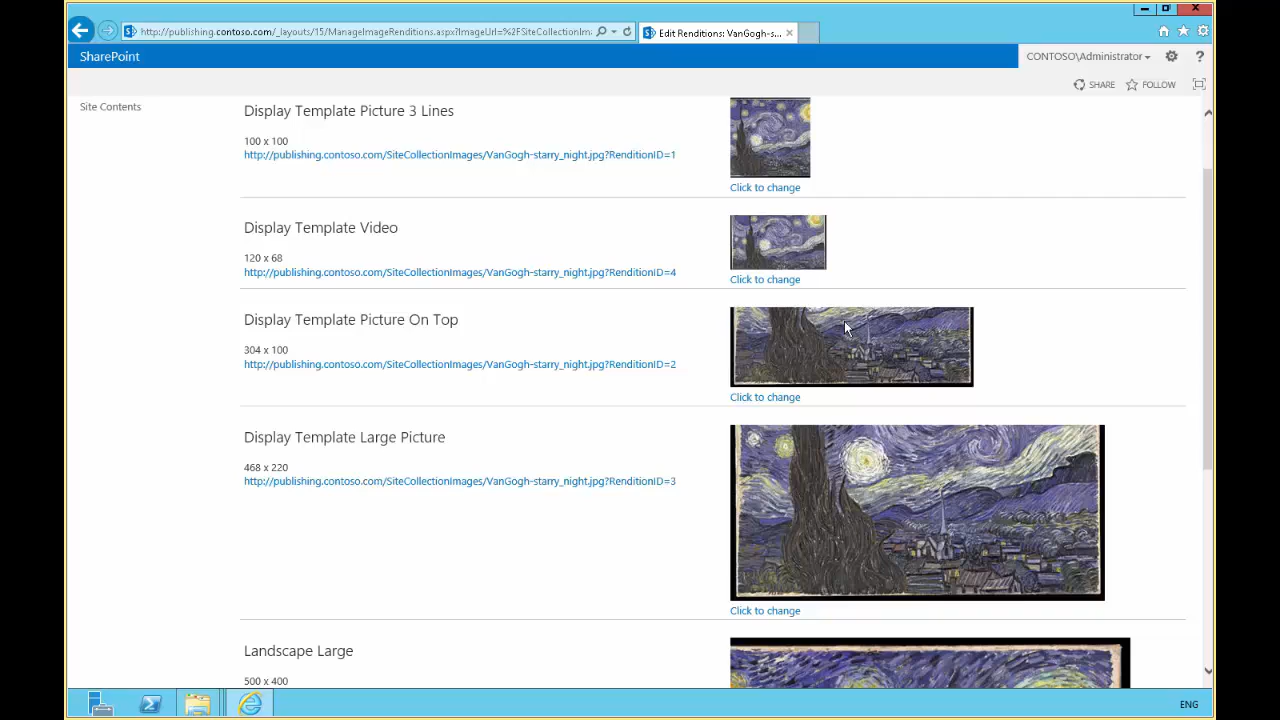 http://publishing.contoso.com/_layouts/15/ManageImageRenditions.aspx?ImageUrl=%2FSiteCollectionIm
Edit Renditions: VanGogh-s...
SharePoint
CONTOSO\Administrator
SHARE
FOLLOW
Site Contents
Display Template Picture 3 Lines
100 x 100
http://publishing.contoso.com/SiteCollectionImages/VanGogh-starry_night.jpg?RenditionID=1
Click to change
Display Template Video
120 x 68
http://publishing.contoso.com/SiteCollectionImages/VanGogh-starry_night.jpg?RenditionID=4
Click to change
Display Template Picture On Top
304 x 100
http://publishing.contoso.com/SiteCollectionImages/VanGogh-starry_night.jpg?RenditionID=2
Click to change
Display Template Large Picture
468 x 220
http://publishing.contoso.com/SiteCollectionImages/VanGogh-starry_night.jpg?RenditionID=3
Click to change
Landscape Large
500 x 400
ENG